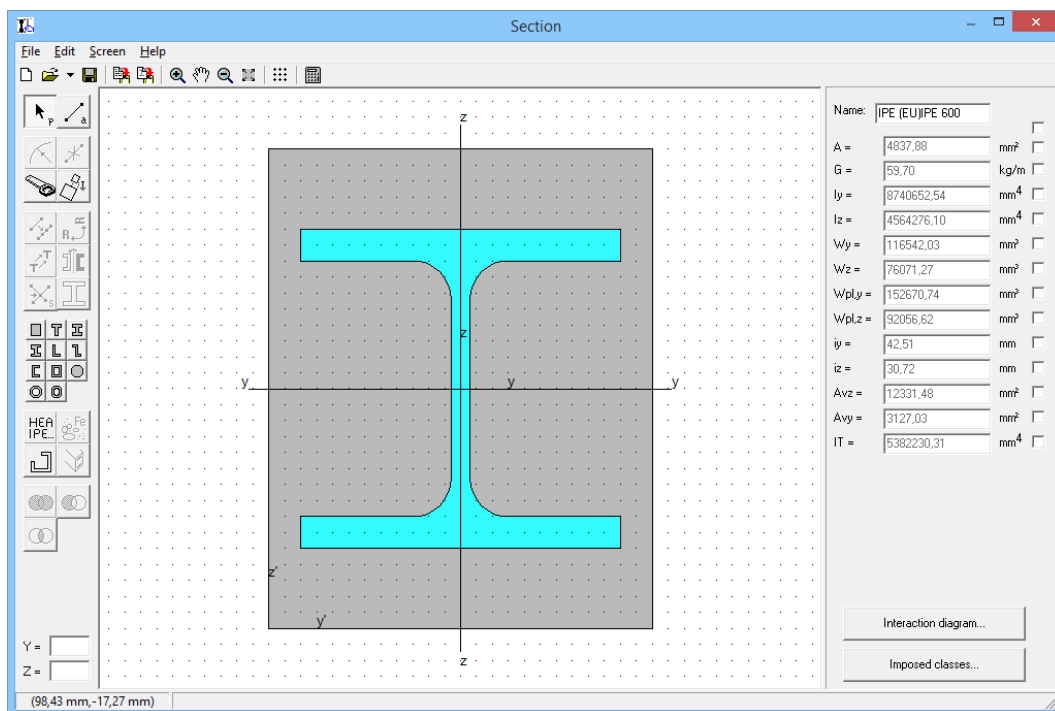 Section
File Edit Screen Help
P
a
R
R
T
S
T
L
HEA
IPE...
Fe
Y =
Z =
z
z
y y y
z'
y'
z
Name: IPE (EU)IPE 600
A = 4837,88 mm²
G = 59,70 kg/m
Iy = 8740652,54 mm4
Iz = 4564276,10 mm4
Wy = 116542,03 mm³
Wz = 76071,27 mm³
Wpl,y = 152670,74 mm³
Wpl,z = 92056,62 mm³
iy = 42,51 mm
iz = 30,72 mm
Avz = 12331,48 mm²
Avy = 3127,03 mm²
IT = 5382230,31 mm4
Interaction diagram...
Imposed classes...
(98,43 mm,-17,27 mm)